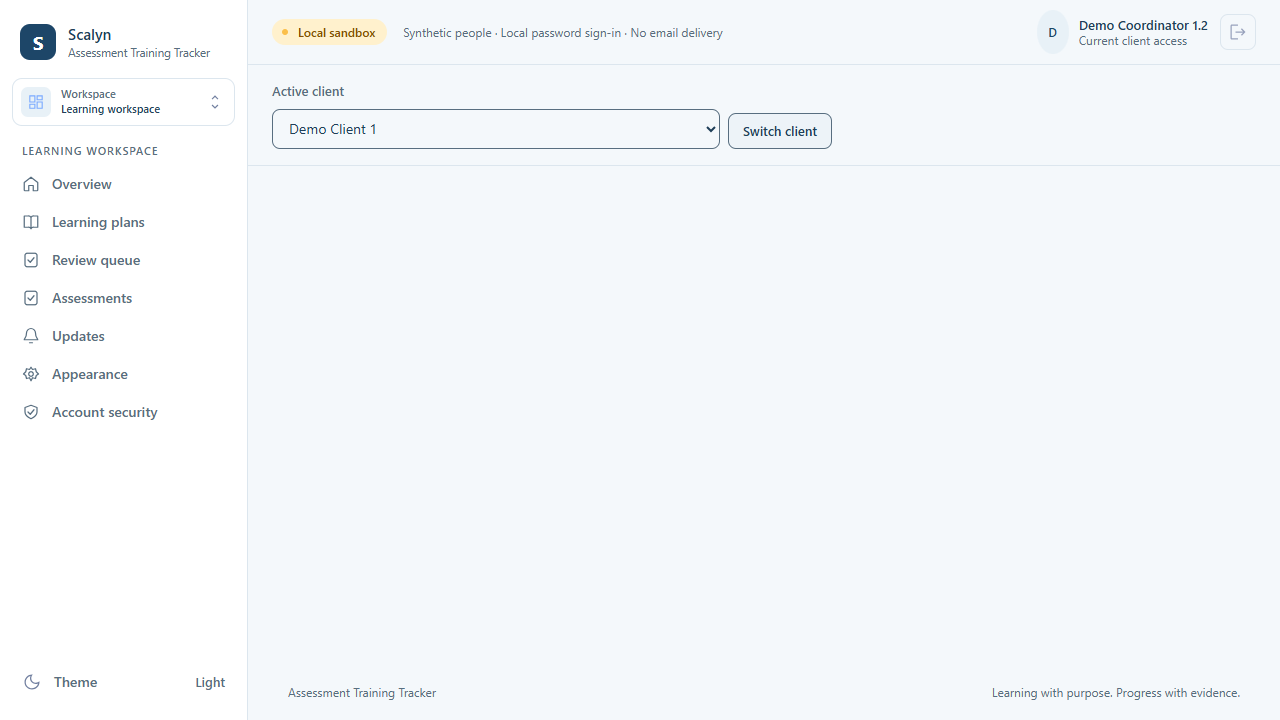 S
Scalyn
Assessment Training Tracker
Workspace
Learning workspace
LEARNING WORKSPACE
Overview
Learning plans
Review queue
Assessments
Updates
Appearance
Account security
Theme
Light
Local sandbox
Synthetic people · Local password sign-in · No email delivery
D
Demo Coordinator 1.2
Current client access
Active client
Demo Client 1
Switch client
Assessment Training Tracker
Learning with purpose. Progress with evidence.